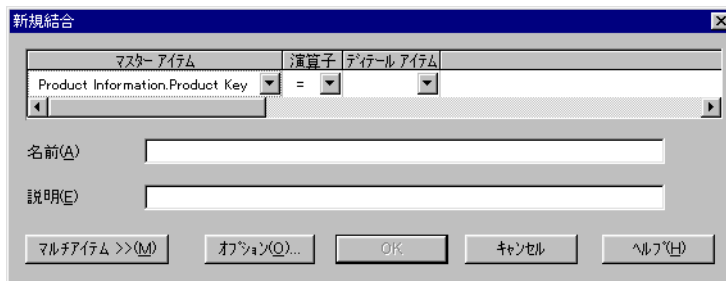 新規結合
ﾏｽﾀｰ ｱｲﾃﾑ 演算子 ﾃﾞｨﾃｰﾙ ｱｲﾃﾑ
Product Information.Product Key =
名前(A)
説明(E)
ﾏﾙﾁｱｲﾃﾑ >>(M) ｵﾌﾟｼｮﾝ(O)... OK ｷｬﾝｾﾙ ﾍﾙﾌﾟ(H)